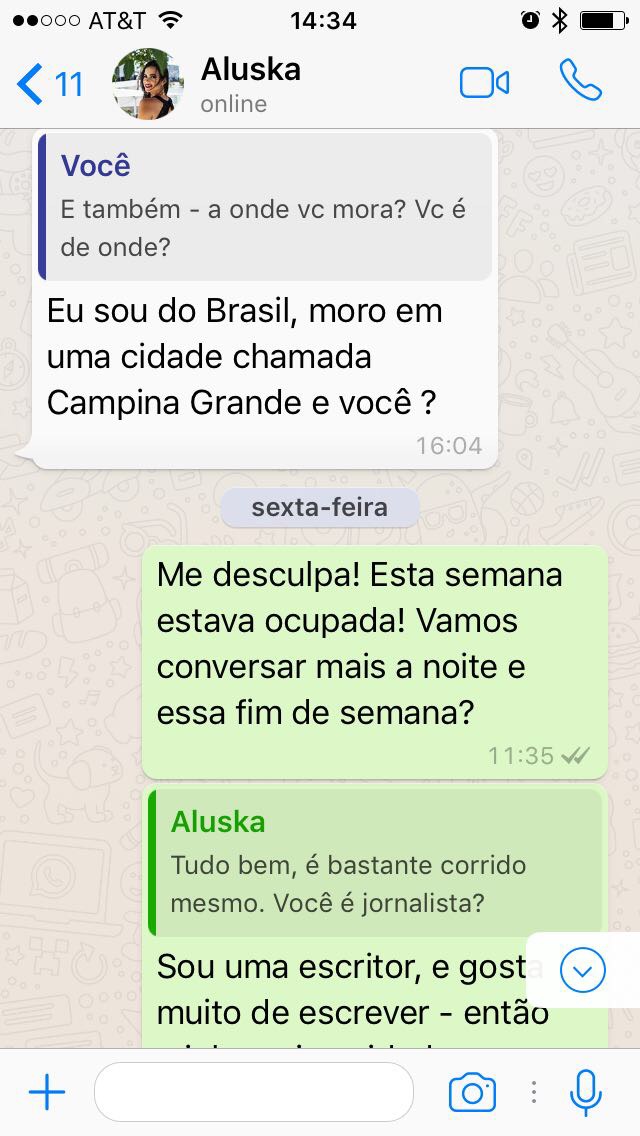 AT&T 14:34
11 Aluska
online
Você
E também - a onde vc mora? Vc é
de onde?
Eu sou do Brasil, moro em
uma cidade chamada
Campina Grande e você ?
16:04
sexta-feira
Me desculpa! Esta semana
estava ocupada! Vamos
conversar mais a noite e
essa fim de semana?
11:35
Aluska
Tudo bem, é bastante corrido
mesmo. Você é jornalista?
Sou uma escritor, e gost
muito de escrever - então